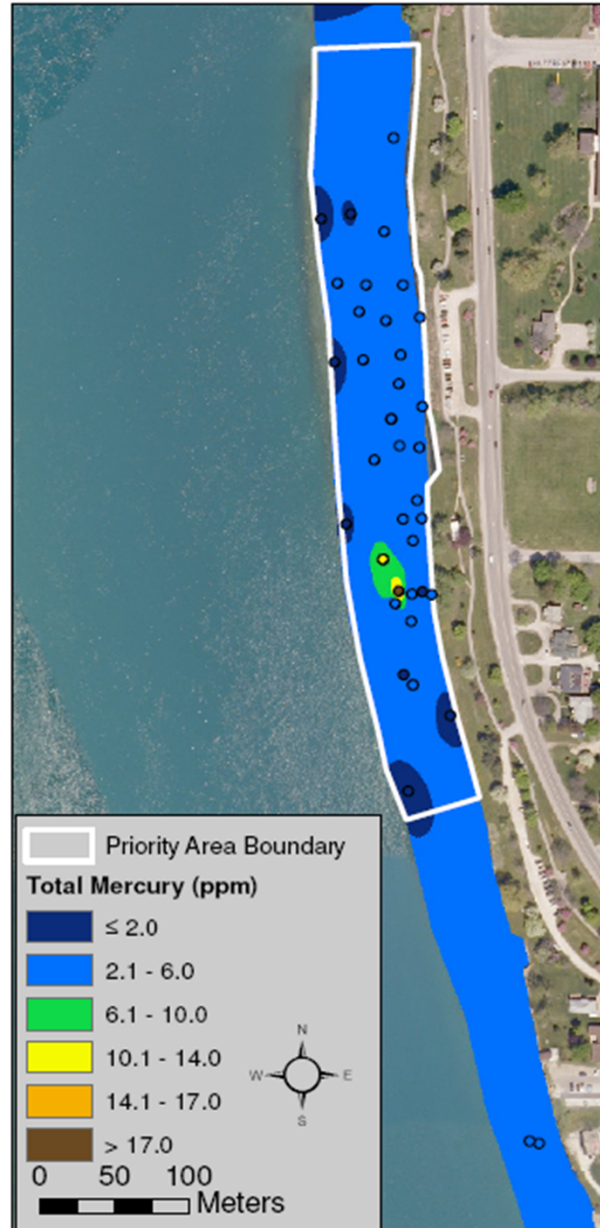 Priority Area Boundary
Total Mercury (ppm)
≤ 2.0
2.1 - 6.0
6.1 - 10.0
10.1 - 14.0
14.1 - 17.0
> 17.0
N
W E
S
0 50 100
Meters